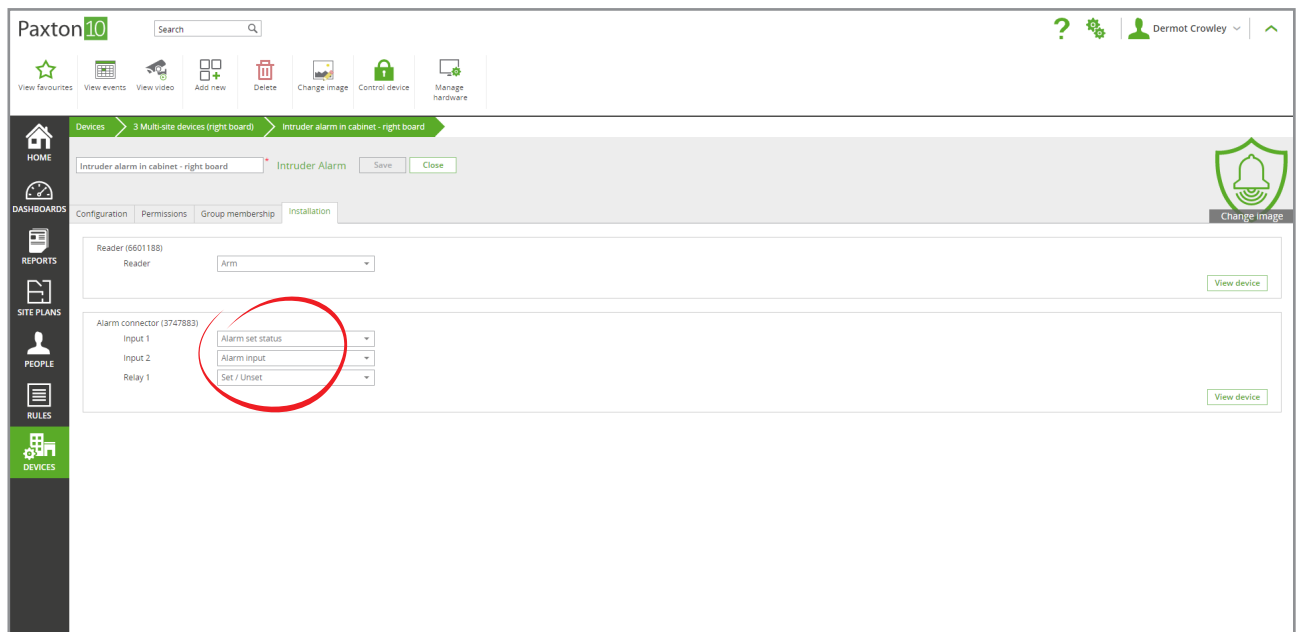 Paxton 10
Search
Dermot Crowley
View favourites
View events
View video
Add new
Delete
Change image
Control device
Manage hardware
HOME
DASHBOARDS
REPORTS
SITE PLANS
PEOPLE
RULES
DEVICES
Devices
3 Multi-site devices (right board)
Intruder alarm in cabinet - right board
Intruder alarm in cabinet - right board * Intruder Alarm
Save
Close
Change image
Configuration
Permissions
Group membership
Installation
Reader (6601188)
Reader
Arm
View device
Alarm connector (3747883)
Input 1
Alarm set status
Input 2
Alarm input
Relay 1
Set / Unset
View device